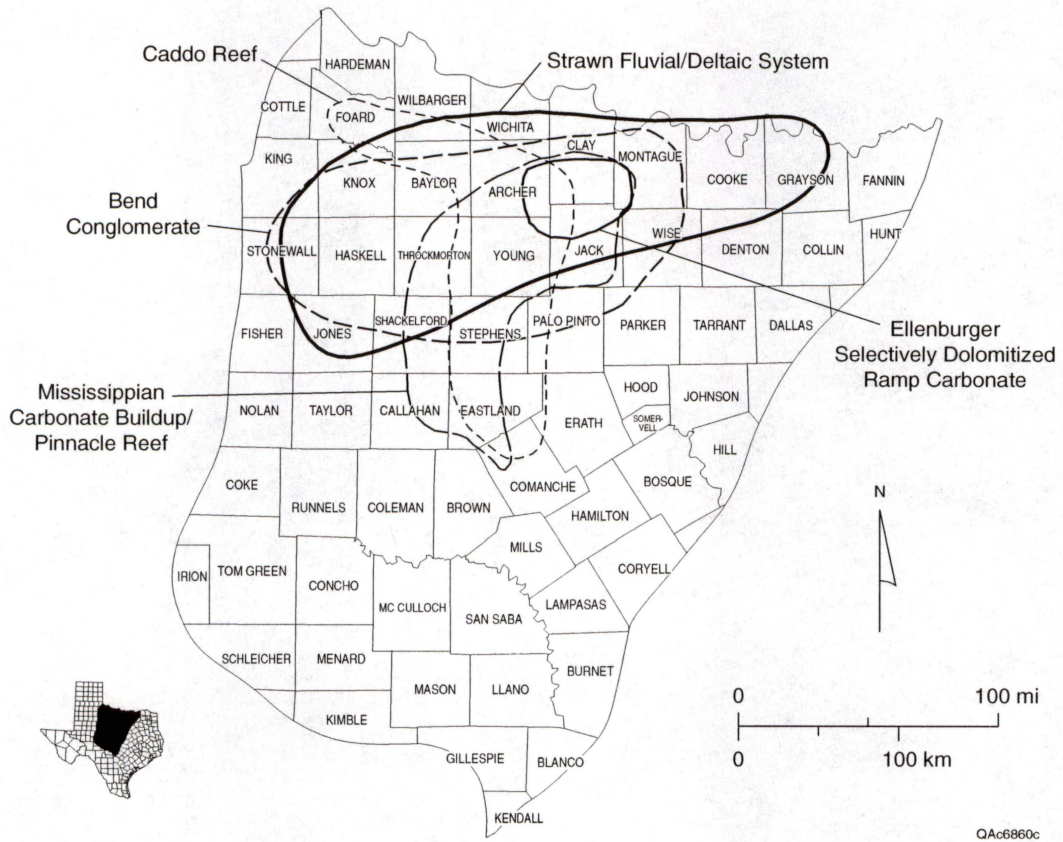 Caddo Reef
Strawn Fluvial/Deltaic System
HARDEMAN
COTTLE
FOARD
WILBARGER
WICHITA
CLAY
KING
KNOX
BAYLOR
ARCHER
MONTAGUE
COOKE
GRAYSON
FANNIN
Bend
Conglomerate
STONEWALL
HASKELL
THROCKMORTON
YOUNG
JACK
WISE
DENTON
COLLIN
HUNT
FISHER
JONES
SHACKELFORD
STEPHENS
PALO PINTO
PARKER
TARRANT
DALLAS
Ellenburger
Selectively Dolomitized
Ramp Carbonate
Mississippian
Carbonate Buildup/
Pinnacle Reef
NOLAN
TAYLOR
CALLAHAN
EASTLAND
ERATH
HOOD
SOMER-
VELL
JOHNSON
HILL
COKE
RUNNELS
COLEMAN
BROWN
COMANCHE
BOSQUE
HAMILTON
N
MILLS
CORYELL
IRION
TOM GREEN
CONCHO
MC CULLOCH
SAN SABA
LAMPASAS
SCHLEICHER
MENARD
BURNET
MASON
LLANO
KIMBLE
GILLESPIE
BLANCO
KENDALL
0 100 mi
0 100 km
QAc6860c